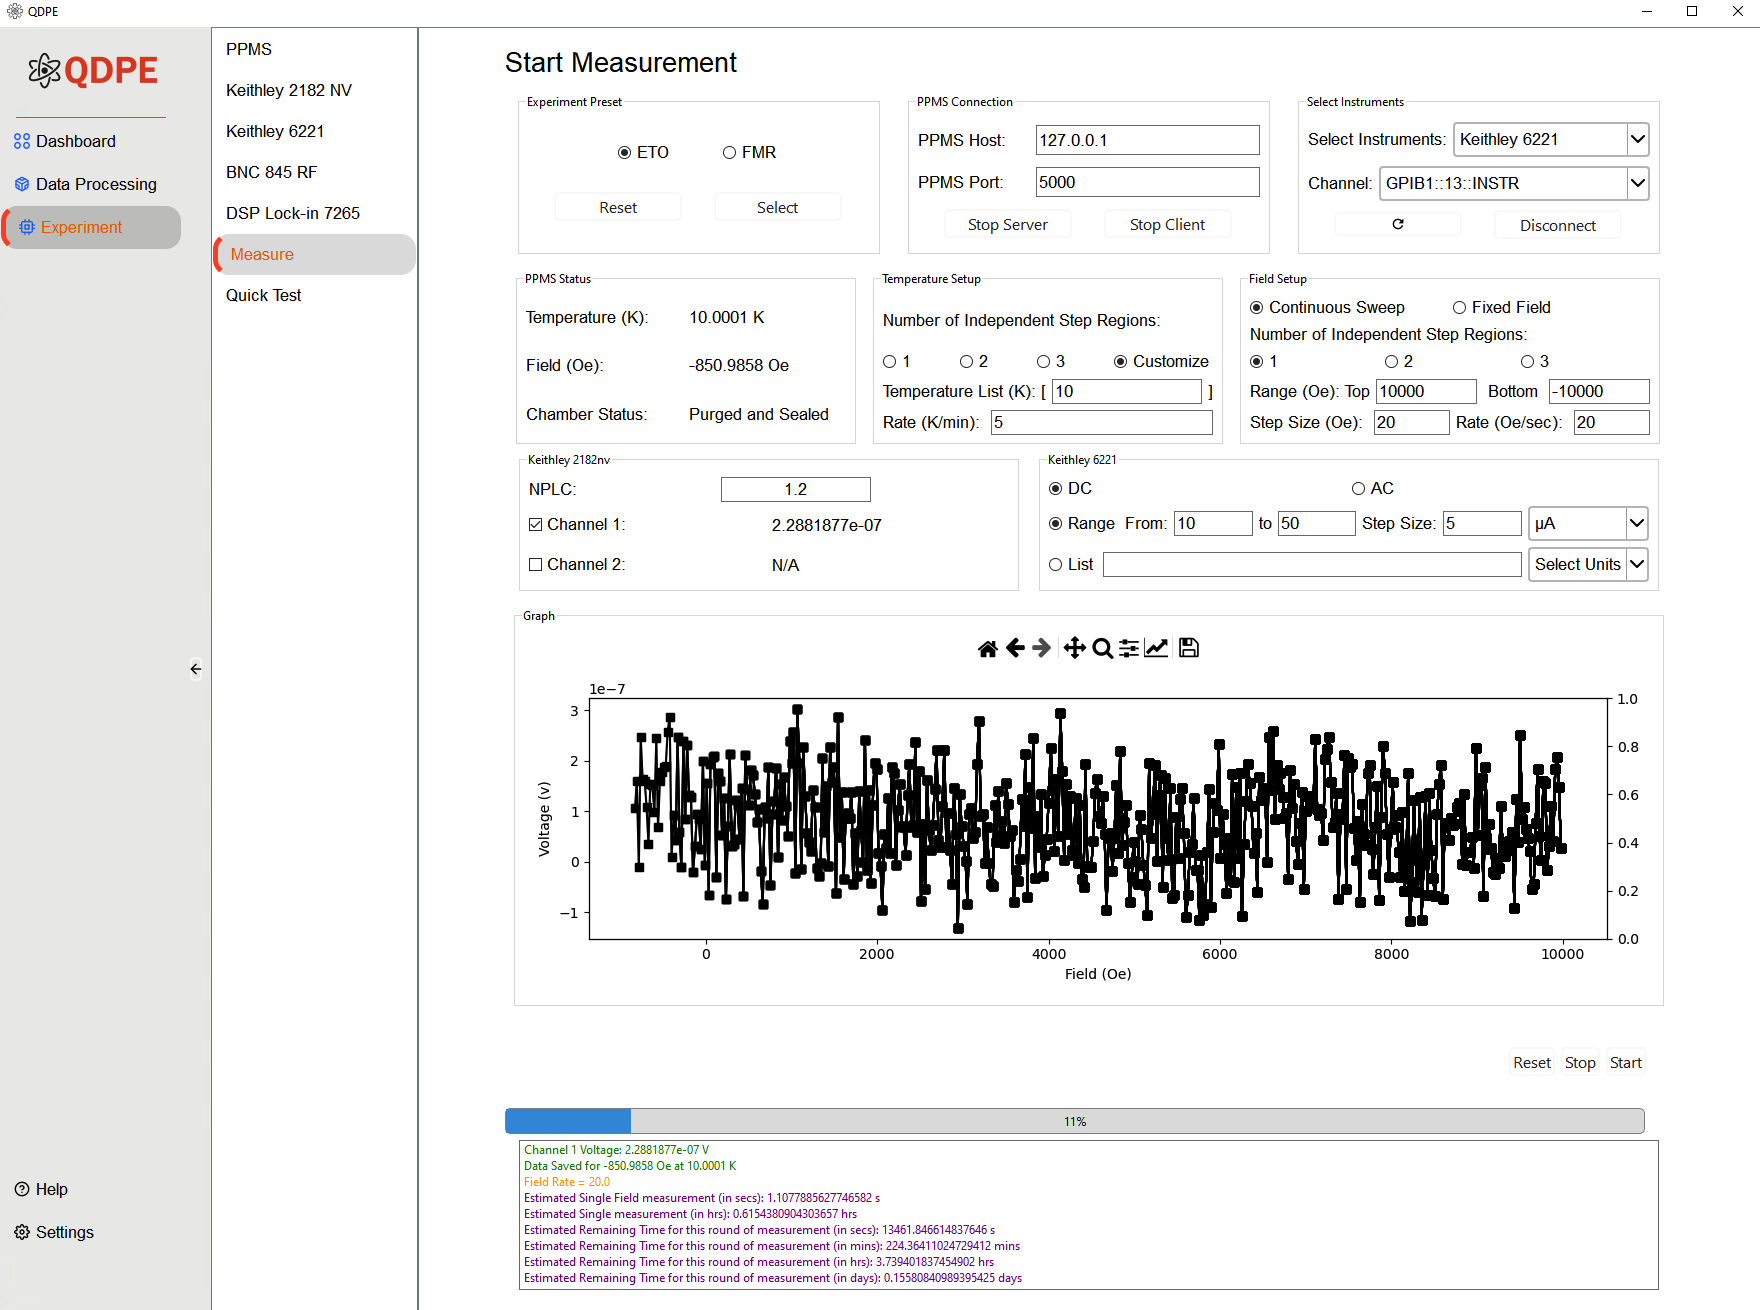 QDPE
QDPE
Dashboard
Data Processing
Experiment
Help
Settings
PPMS
Keithley 2182 NV
Keithley 6221
BNC 845 RF
DSP Lock-in 7265
Measure
Quick Test
Start Measurement
Experiment Preset
ETO FMR
Reset Select
PPMS Connection
PPMS Host: 127.0.0.1
PPMS Port: 5000
Stop Server Stop Client
Select Instruments
Select Instruments: Keithley 6221
Channel: GPIB1::13::INSTR
Disconnect
PPMS Status
Temperature (K): 10.0001 K
Field (Oe): -850.9858 Oe
Chamber Status: Purged and Sealed
Temperature Setup
Number of Independent Step Regions:
1 2 3 Customize
Temperature List (K): [ 10 ]
Rate (K/min): 5
Field Setup
Continuous Sweep Fixed Field
Number of Independent Step Regions:
1 2 3
Range (Oe): Top 10000 Bottom -10000
Step Size (Oe): 20 Rate (Oe/sec): 20
Keithley 2182nv
NPLC: 1.2
Channel 1: 2.2881877e-07
Channel 2: N/A
Keithley 6221
DC AC
Range From: 10 to 50 Step Size: 5 µA
List Select Units
Graph
1e−7
3
2
1
0
−1
Voltage (v)
1.0
0.8
0.6
0.4
0.2
0.0
0 2000 4000 6000 8000 10000
Field (Oe)
Reset Stop Start
11%
Channel 1 Voltage: 2.2881877e-07 V
Data Saved for -850.9858 Oe at 10.0001 K
Field Rate = 20.0
Estimated Single Field measurement (in secs): 1.1077885627746582 s
Estimated Single measurement (in hrs): 0.6154380904303657 hrs
Estimated Remaining Time for this round of measurement (in secs): 13461.846614837646 s
Estimated Remaining Time for this round of measurement (in mins): 224.36411024729412 mins
Estimated Remaining Time for this round of measurement (in hrs): 3.739401837454902 hrs
Estimated Remaining Time for this round of measurement (in days): 0.15580840989395425 days